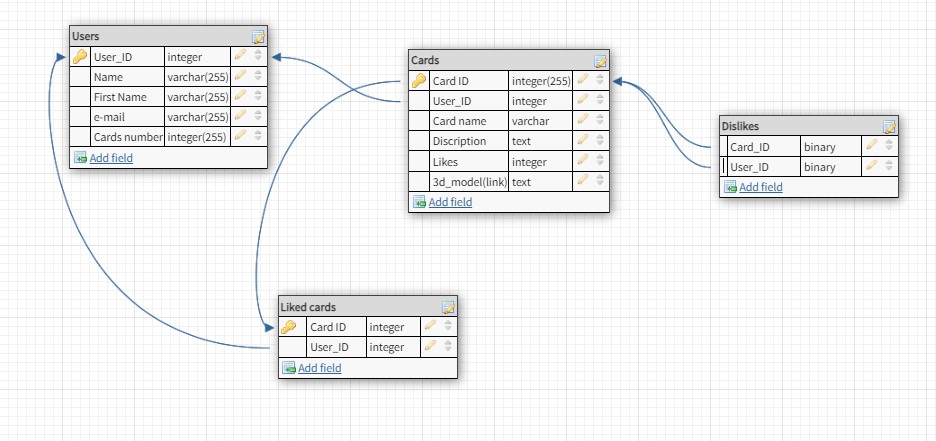 Users
User_ID integer
Name varchar(255)
First Name varchar(255)
e-mail varchar(255)
Cards number integer(255)
Add field
Cards
Card ID integer(255)
User_ID integer
Card name varchar
Discription text
Likes integer
3d_model(link) text
Add field
Dislikes
Card_ID binary
User_ID binary
Add field
Liked cards
Card ID integer
User_ID integer
Add field